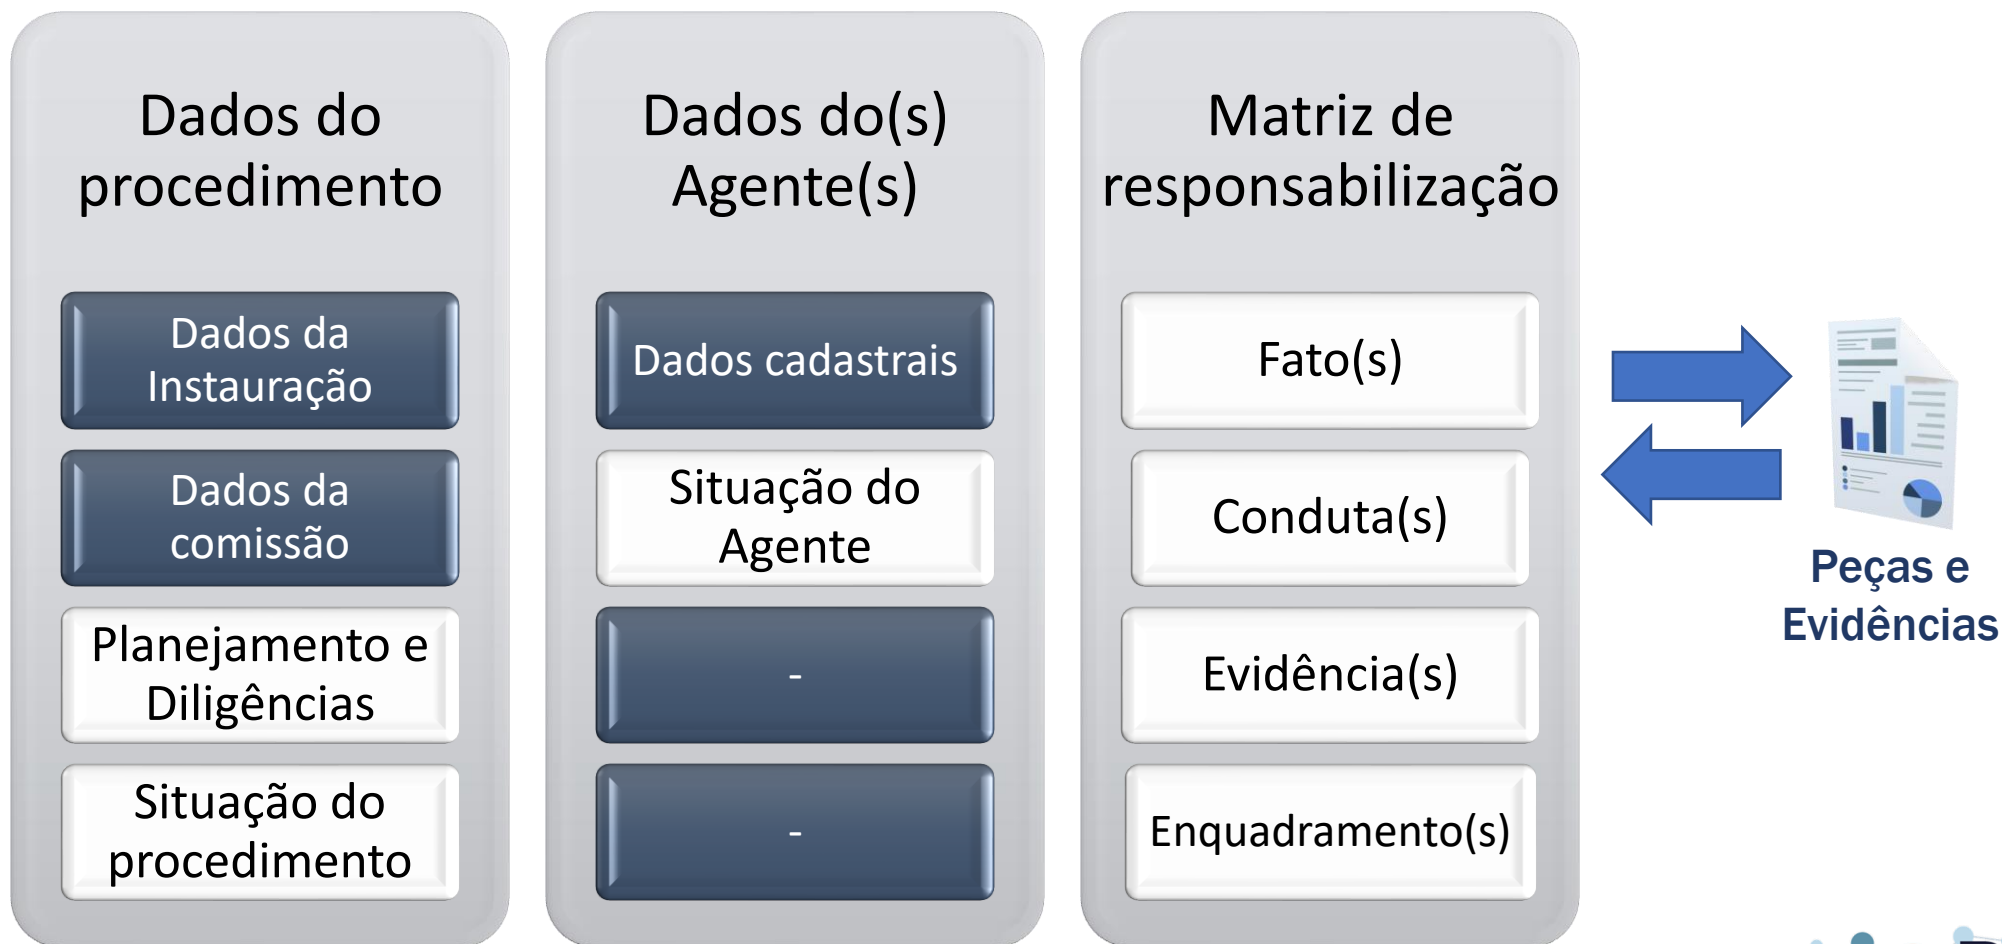 Dados do
procedimento
Dados da
Instauração
Dados da
comissão
Planejamento e
Diligências
Situação do
procedimento
Dados do(s)
Agente(s)
Dados cadastrais
Situação do
Agente
-
-
Matriz de
responsabilização
Fato(s)
Conduta(s)
Evidência(s)
Enquadramento(s)
Peças e
Evidências